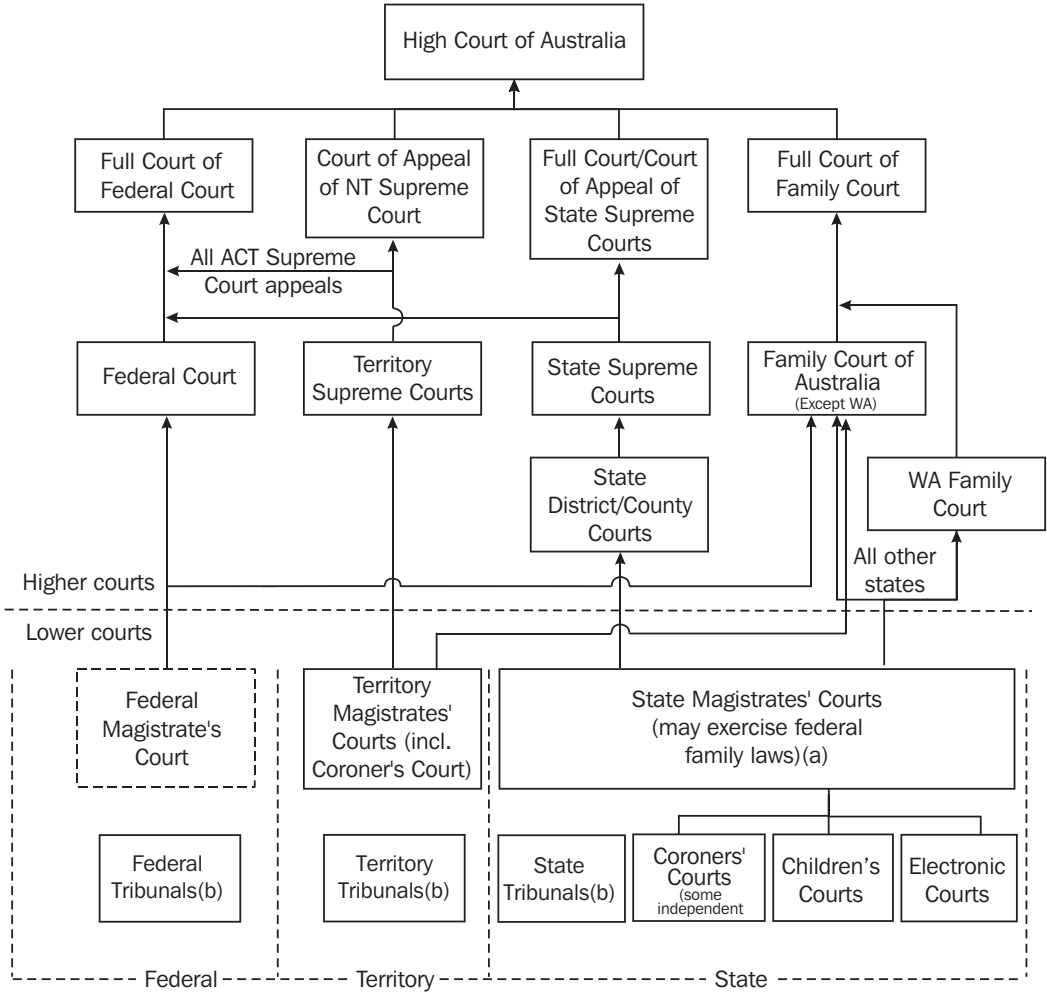 High Court of Australia
Full Court of
Federal Court
Court of Appeal
of NT Supreme
Court
Full Court/Court
of Appeal of
State Supreme
Courts
Full Court of
Family Court
All ACT Supreme
Court appeals
Federal Court
Territory
Supreme Courts
State Supreme
Courts
Family Court of
Australia
(Except WA)
State
District/County
Courts
WA Family
Court
All other
states
Higher courts
Lower courts
Federal
Magistrate's
Court
Territory
Magistrates'
Courts (incl.
Coroner's Court)
State Magistrates' Courts
(may exercise federal
family laws)(a)
Federal
Tribunals(b)
Territory
Tribunals(b)
State
Tribunals(b)
Coroners'
Courts
(some
independent
Children's
Courts
Electronic
Courts
Federal
Territory
State